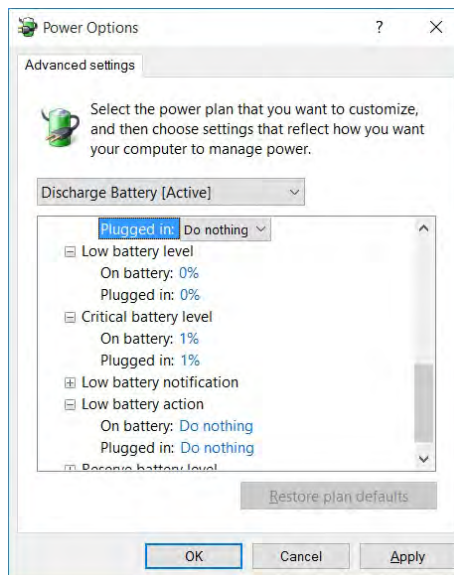 Power Options
?
Advanced settings
Select the power plan that you want to customize,
and then choose settings that reflect how you want
your computer to manage power.
Discharge Battery [Active]
Plugged in: Do nothing
Low battery level
On battery: 0%
Plugged in: 0%
Critical battery level
On battery: 1%
Plugged in: 1%
Low battery notification
Low battery action
On battery: Do nothing
Plugged in: Do nothing
Reserve battery level
Restore plan defaults
OK
Cancel
Apply